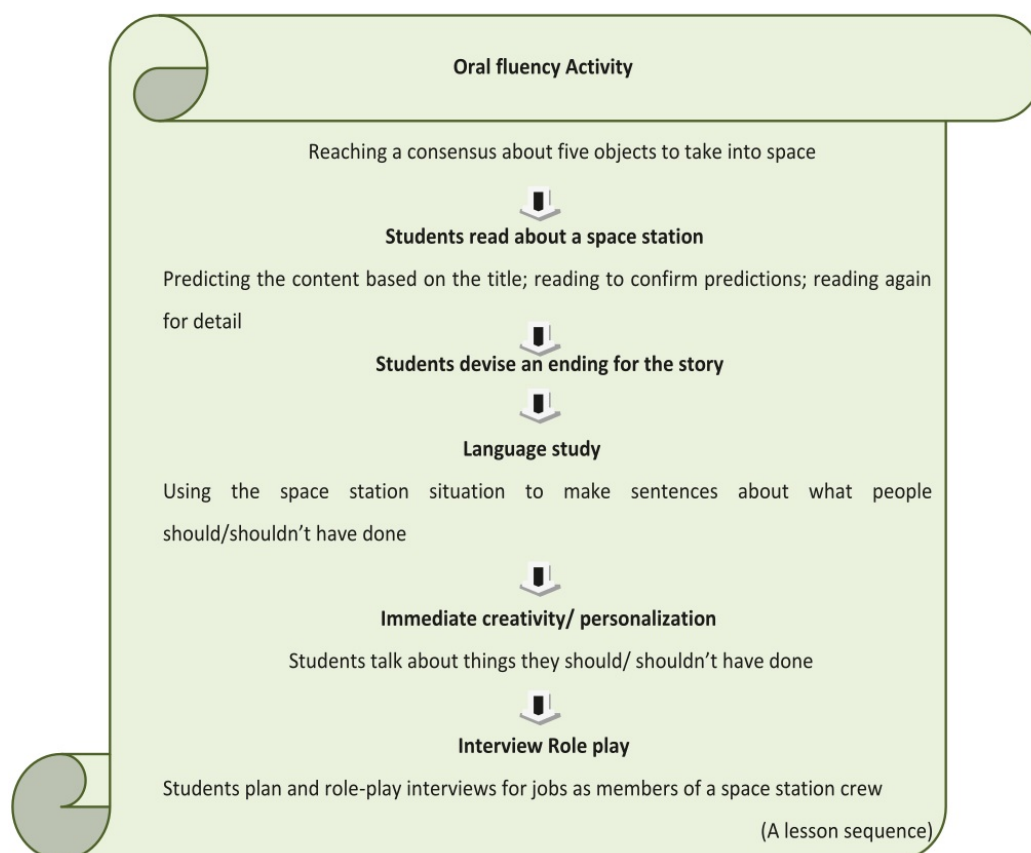 Oral fluency Activity
Reaching a consensus about five objects to take into space
Students read about a space station
Predicting the content based on the title; reading to confirm predictions; reading again
for detail
Students devise an ending for the story
Language study
Using the space station situation to make sentences about what people
should/shouldn’t have done
Immediate creativity/ personalization
Students talk about things they should/ shouldn’t have done
Interview Role play
Students plan and role-play interviews for jobs as members of a space station crew
(A lesson sequence)